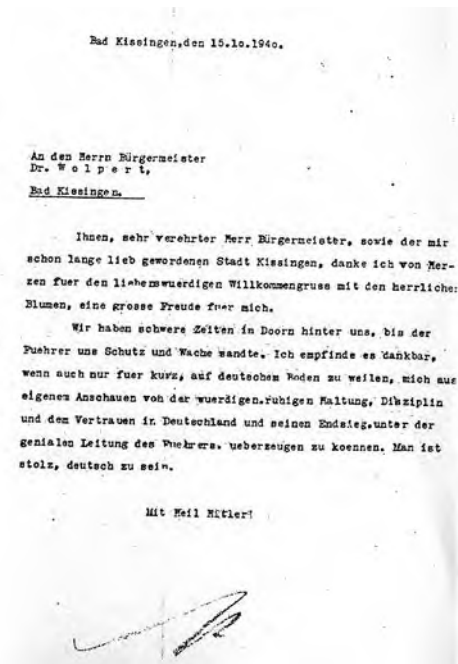 Bad Kissingen,den 15.10.1940.
An den Herrn Bürgermeister
Dr. W o l p e r t,
Bad Kissingen.
Ihnen, sehr verehrter Herr Bürgermeister, sowie der mir
schon lange lieb gewordenen Stadt Kissingen, danke ich von Her-
zen fuer den liebenswuerdigen Willkommengruss mit den herrlichen
Blumen, eine grosse Freude fuer mich.
Wir haben schwere Zeiten in Doorn hinter uns, bis der
Fuehrer uns Schutz und Wache sandte. Ich empfinde es dankbar,
wenn auch nur fuer kurz, auf deutschem Boden zu weilen, mich aus
eigenem Anschauen von der wuerdigen,ruhigen Haltung, Disziplin
und dem Vertrauen in Deutschland und seinen Endsieg,unter der
genialen Leitung des Fuehrers, ueberzeugen zu koennen. Man ist
stolz, deutsch zu sein.
Mit Heil Hitler!